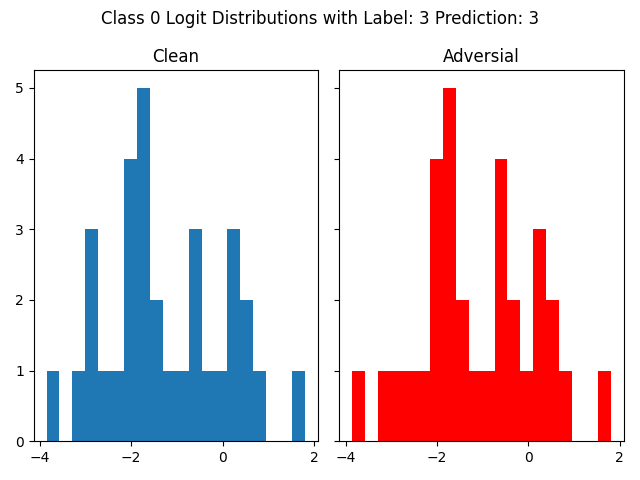 Class 0 Logit Distributions with Label: 3 Prediction: 3
Clean
Adversial
5
4
3
2
1
0
−4 −2 0 2
−4 −2 0 2